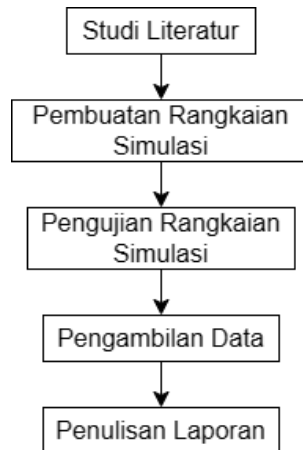 Studi Literatur
Pembuatan Rangkaian
Simulasi
Pengujian Rangkaian
Simulasi
Pengambilan Data
Penulisan Laporan